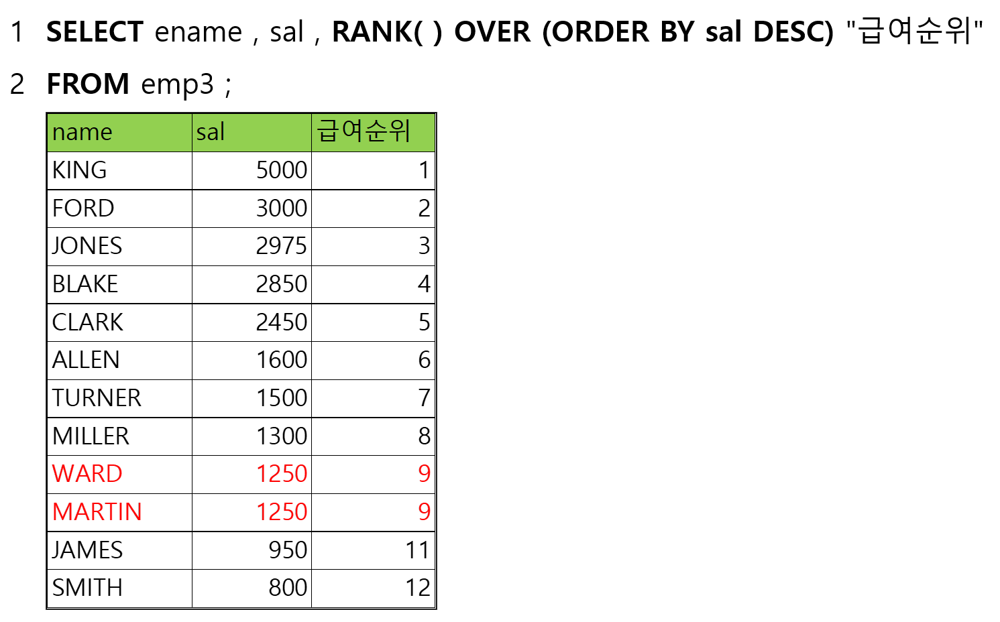 1 SELECT ename , sal , RANK( ) OVER (ORDER BY sal DESC) "급여순위"
2 FROM emp3 ;
name sal 급여순위
KING 5000 1
FORD 3000 2
JONES 2975 3
BLAKE 2850 4
CLARK 2450 5
ALLEN 1600 6
TURNER 1500 7
MILLER 1300 8
WARD 1250 9
MARTIN 1250 9
JAMES 950 11
SMITH 800 12